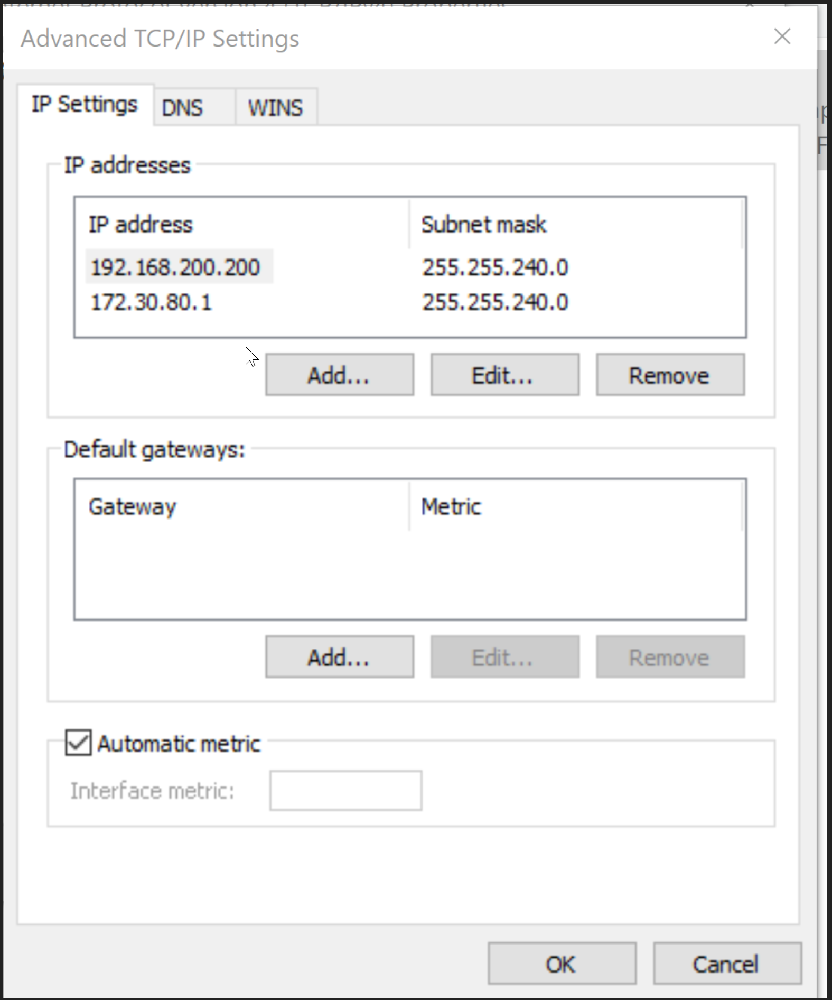 Advanced TCP/IP Settings
IP Settings DNS WINS
IP addresses
IP address Subnet mask
192.168.200.200 255.255.240.0
172.30.80.1 255.255.240.0
Add... Edit... Remove
Default gateways:
Gateway Metric
Add... Edit... Remove
Automatic metric
Interface metric:
OK Cancel